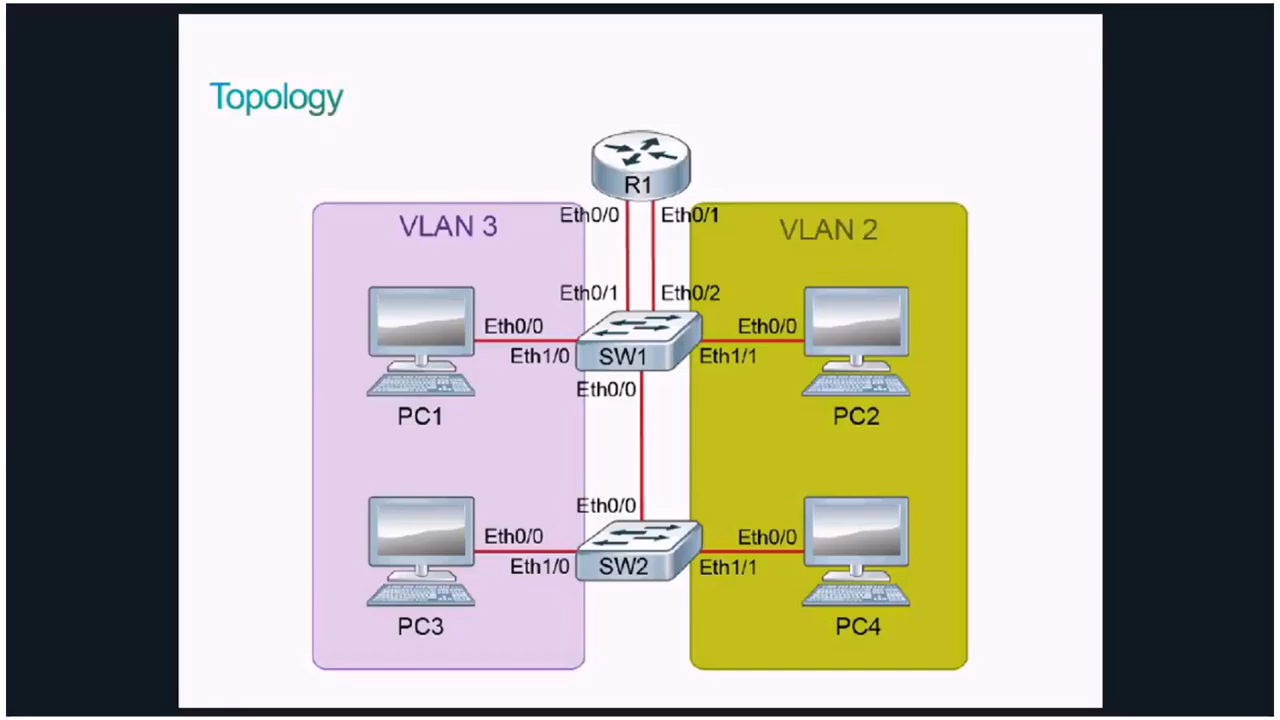 Topology
R1
Eth0/0
Eth0/1
VLAN 3
VLAN 2
Eth0/1
Eth0/2
Eth0/0
Eth1/0
SW1
Eth0/0
Eth1/1
Eth0/0
PC1
PC2
Eth0/0
Eth0/0
Eth1/0
SW2
Eth0/0
Eth1/1
PC3
PC4